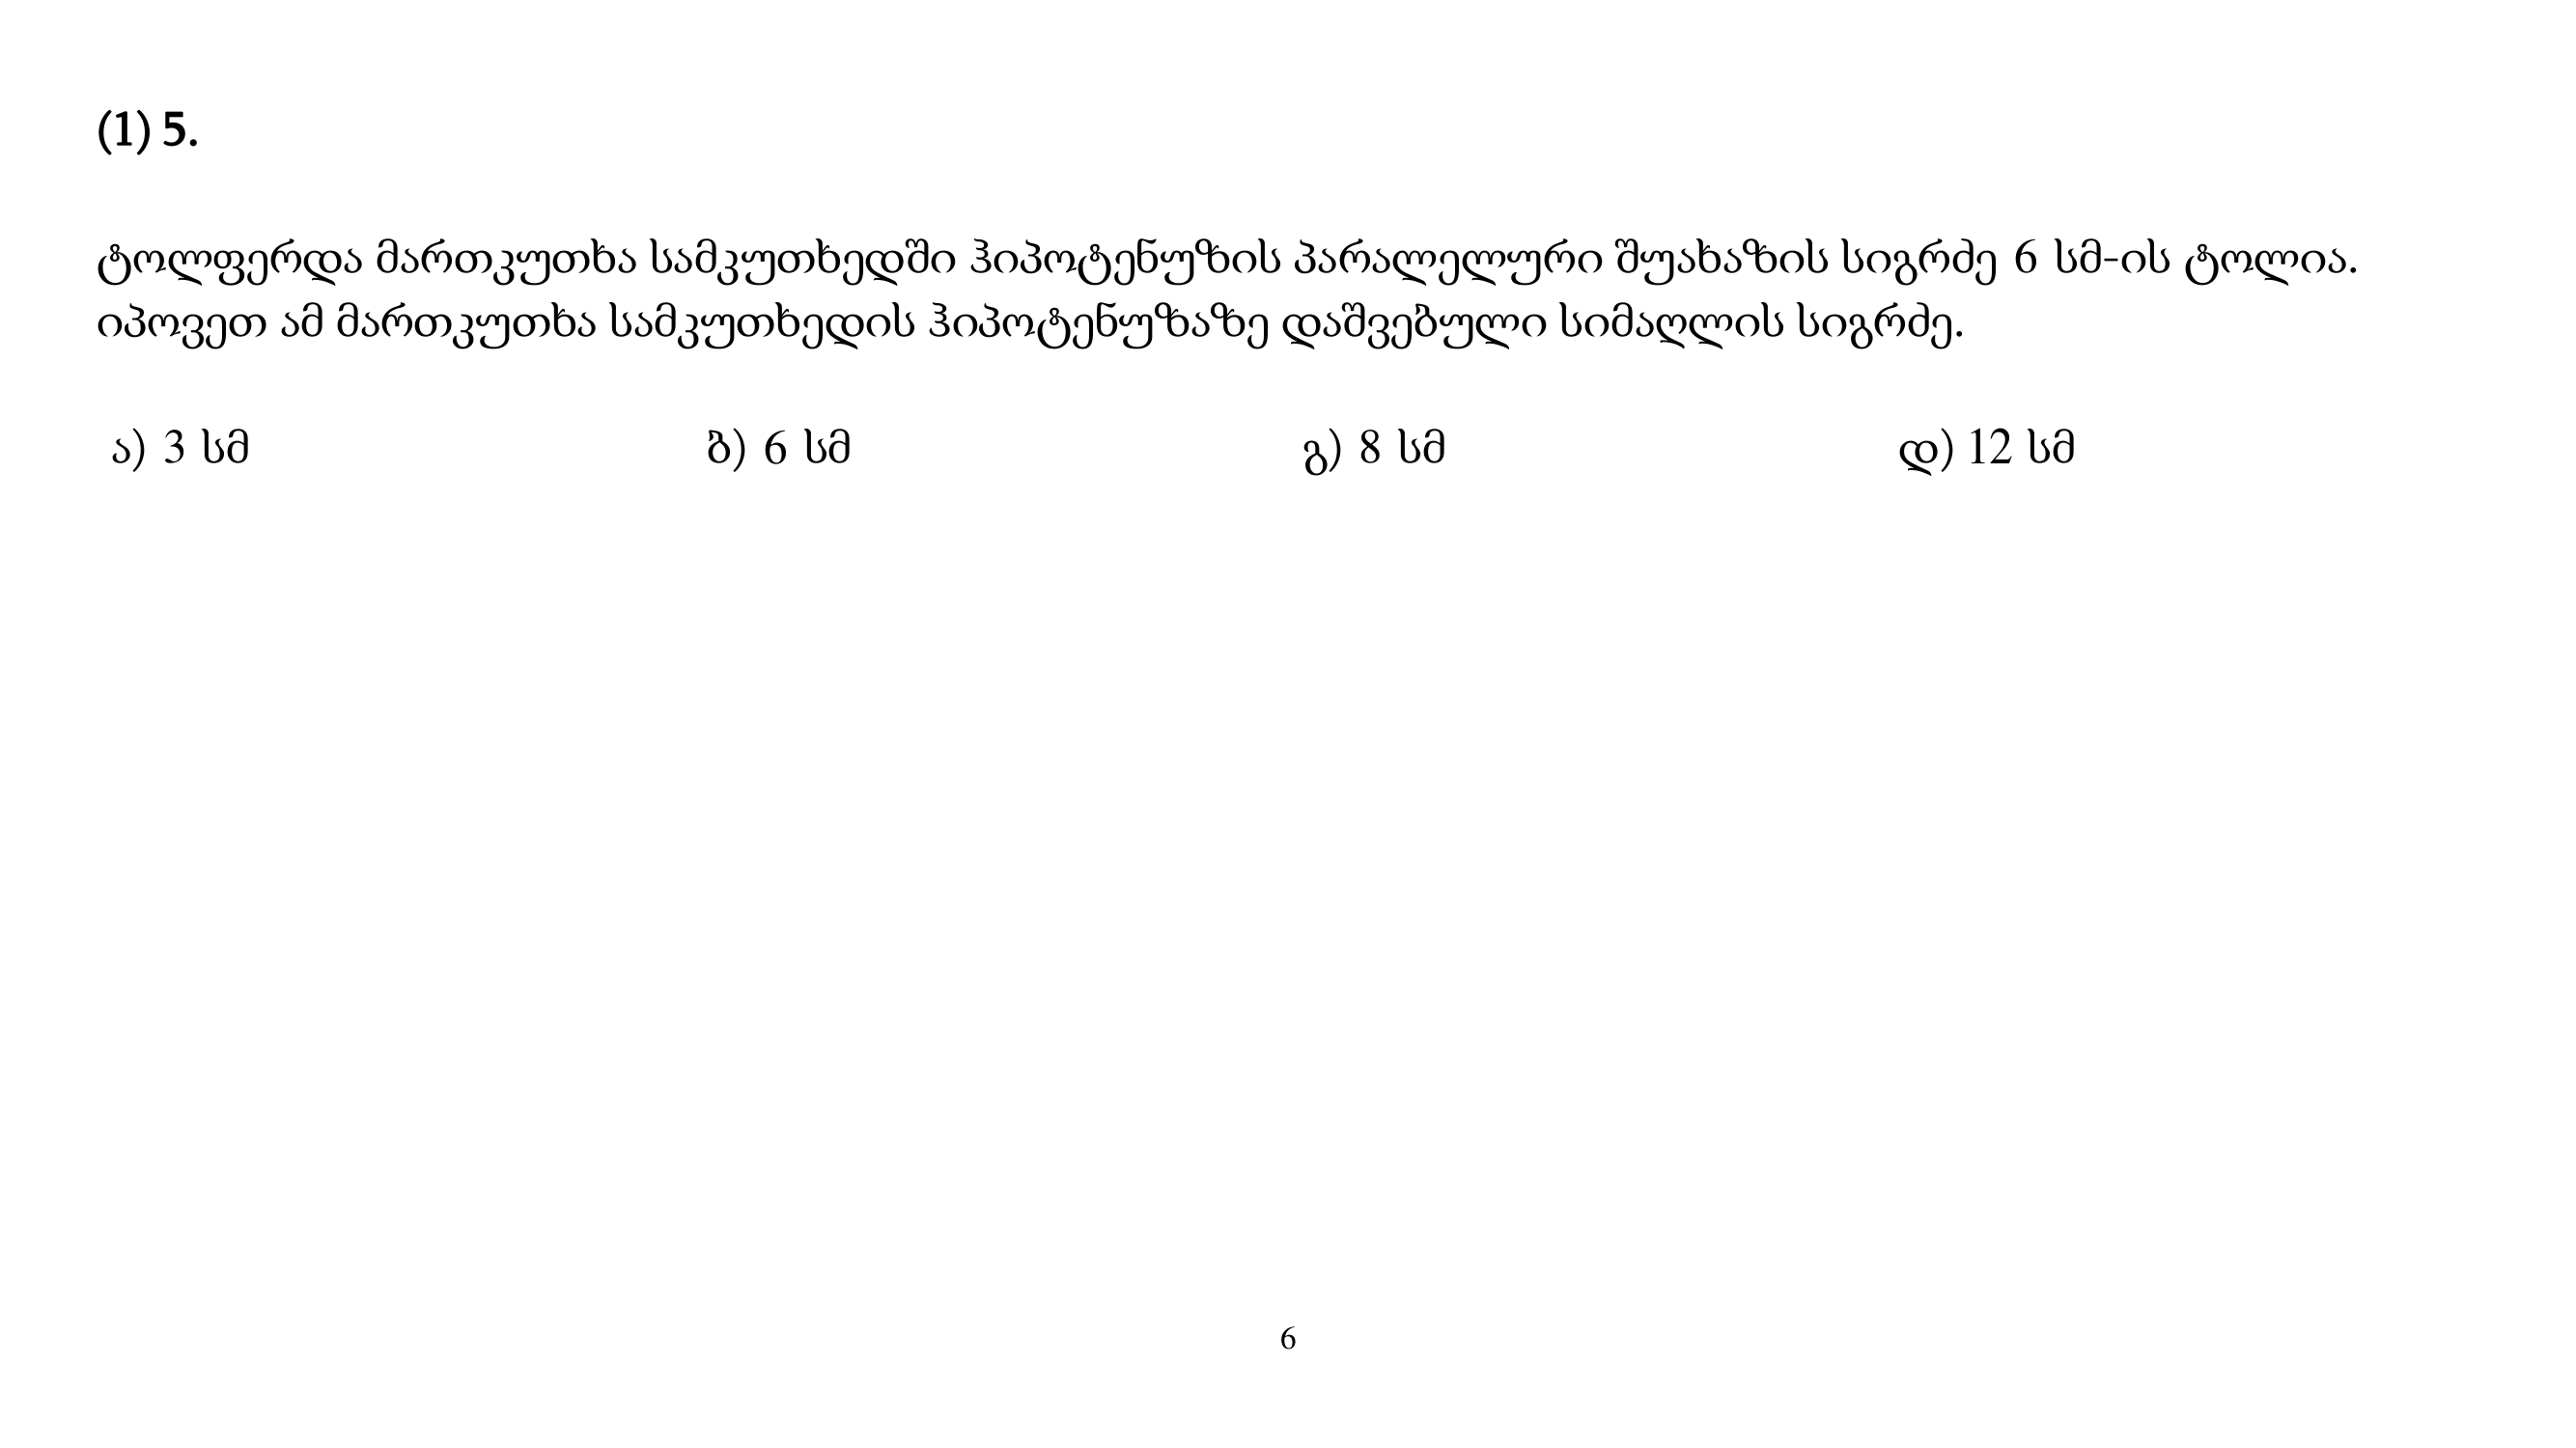 (1) 5.
ტოლფერდა მართკუთხა სამკუთხედში ჰიპოტენუზის პარალელური შუახაზის სიგრძე 6 სმ-ის ტოლია.
იპოვეთ ამ მართკუთხა სამკუთხედის ჰიპოტენუზაზე დაშვებული სიმაღლის სიგრძე.
ა) 3 სმ ბ) 6 სმ გ) 8 სმ დ) 12 სმ
6